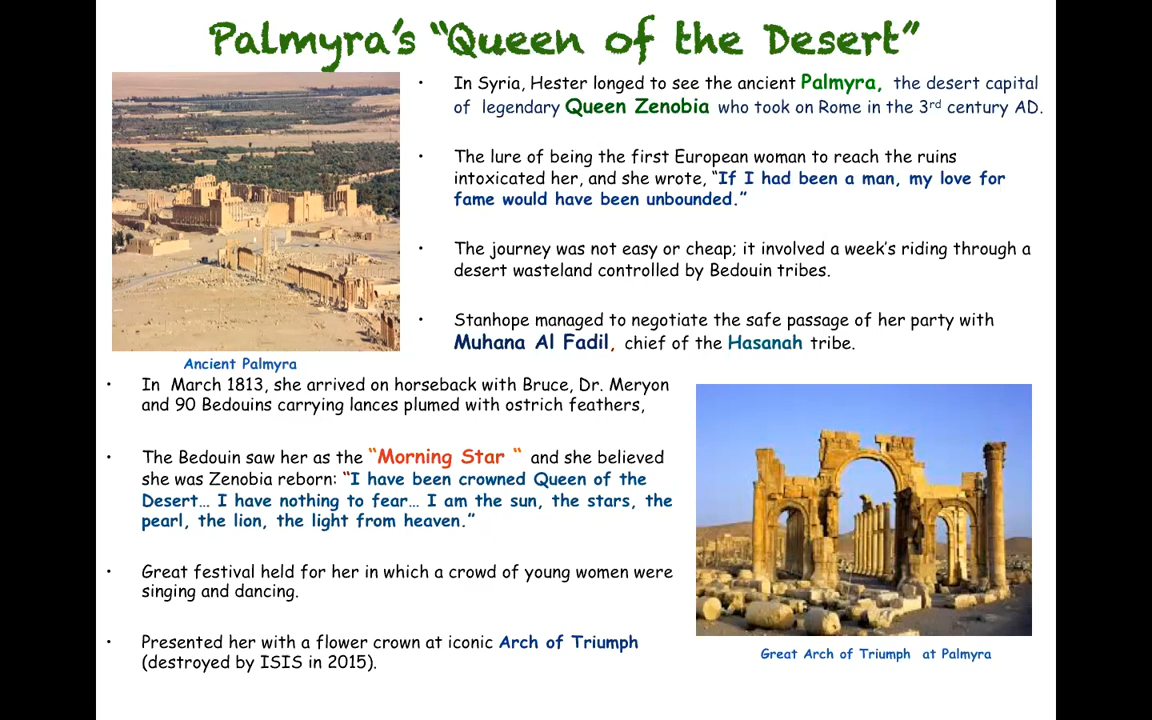 Palmyra's "Queen of the Desert"
• In Syria, Hester longed to see the ancient Palmyra, the desert capital
of legendary Queen Zenobia who took on Rome in the 3rd century AD.
• The lure of being the first European woman to reach the ruins
intoxicated her, and she wrote, "If I had been a man, my love for
fame would have been unbounded."
• The journey was not easy or cheap; it involved a week's riding through a
desert wasteland controlled by Bedouin tribes.
• Stanhope managed to negotiate the safe passage of her party with
Muhana Al Fadil, chief of the Hasanah tribe.
Ancient Palmyra
• In March 1813, she arrived on horseback with Bruce, Dr. Meryon
and 90 Bedouins carrying lances plumed with ostrich feathers,
• The Bedouin saw her as the "Morning Star " and she believed
she was Zenobia reborn: "I have been crowned Queen of the
Desert… I have nothing to fear… I am the sun, the stars, the
pearl, the lion, the light from heaven."
• Great festival held for her in which a crowd of young women were
singing and dancing.
• Presented her with a flower crown at iconic Arch of Triumph
(destroyed by ISIS in 2015).
Great Arch of Triumph at Palmyra